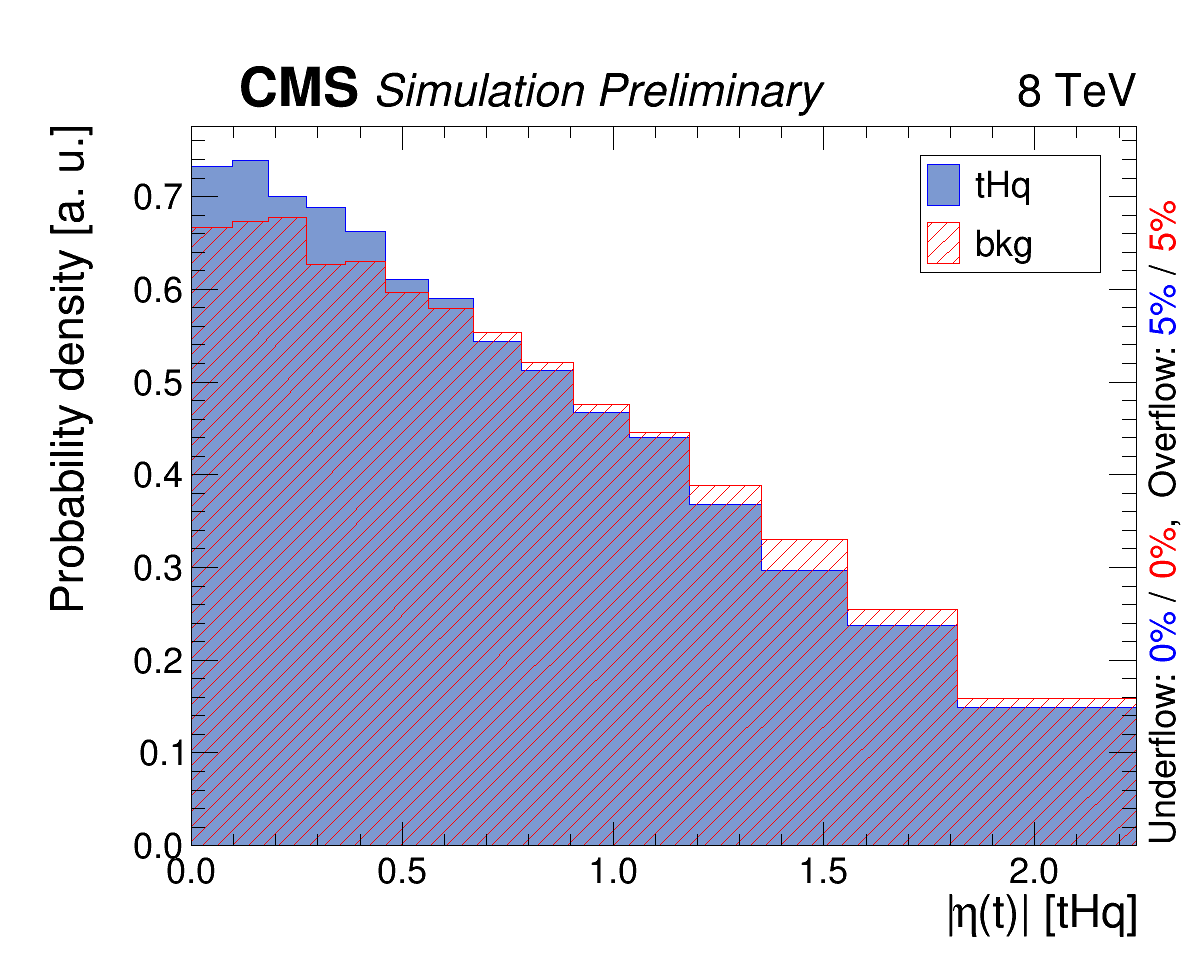 CMS Simulation Preliminary 8 TeV
Probability density [a. u.]
0.7
0.6
0.5
0.4
0.3
0.2
0.1
0.0
tHq
bkg
Underflow: 0% / 0%, Overflow: 5% / 5%
0.0 0.5 1.0 1.5 2.0
|η(t)| [tHq]